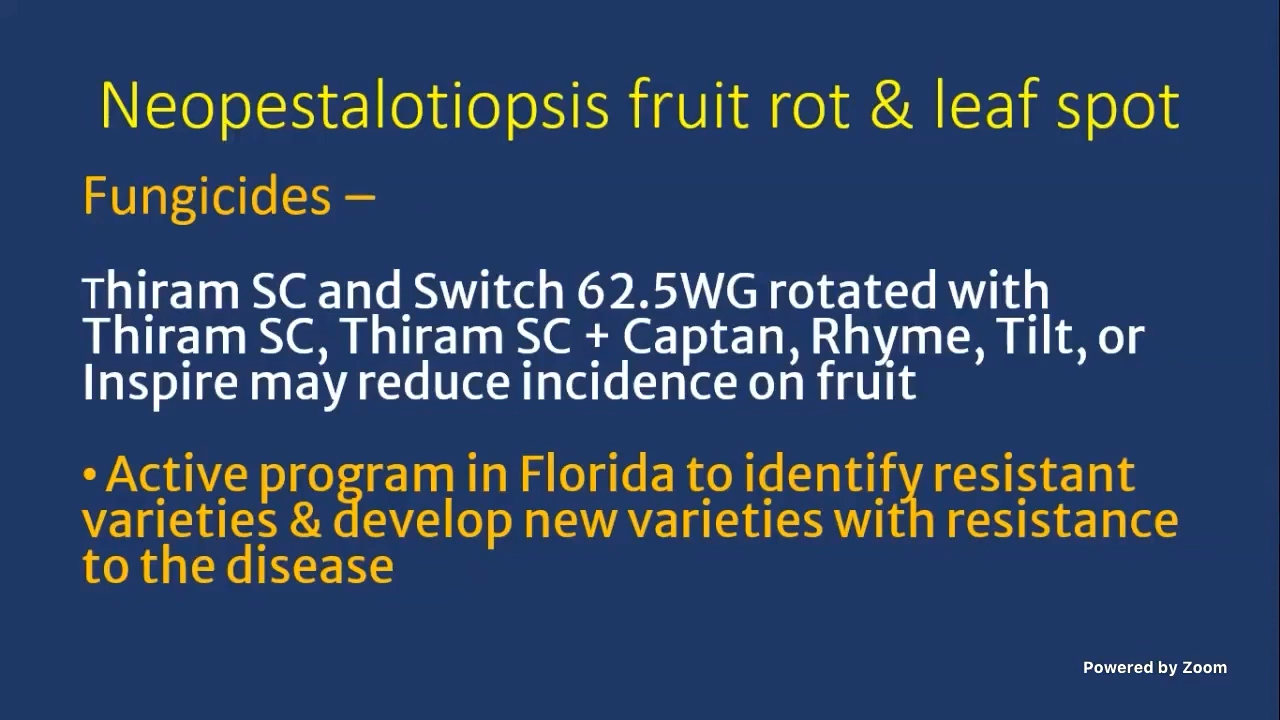 Neopestalotiopsis fruit rot & leaf spot
Fungicides –
Thiram SC and Switch 62.5WG rotated with
Thiram SC, Thiram SC + Captan, Rhyme, Tilt, or
Inspire may reduce incidence on fruit
• Active program in Florida to identify resistant
varieties & develop new varieties with resistance
to the disease
Powered by Zoom